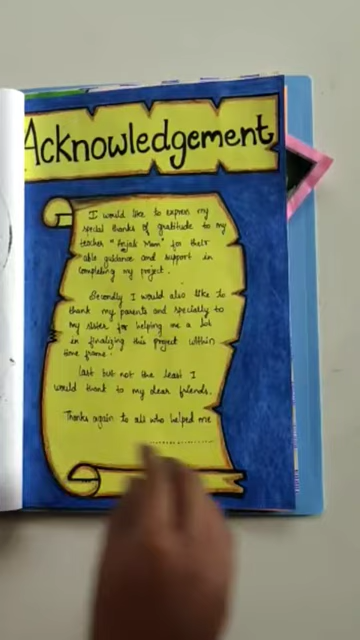 Acknowledgement
I would like to express my
special thanks of gratitude to my
teacher " Anjali Mam" for their
able guidance and support in
completing my project.
Secondly I would also like to
thank my parents and specially to
my sister for helping me a lot
in finalizing this project within
time frame.
Last but not the least I
would thank to my dear friends.
Thanks again to all who helped me